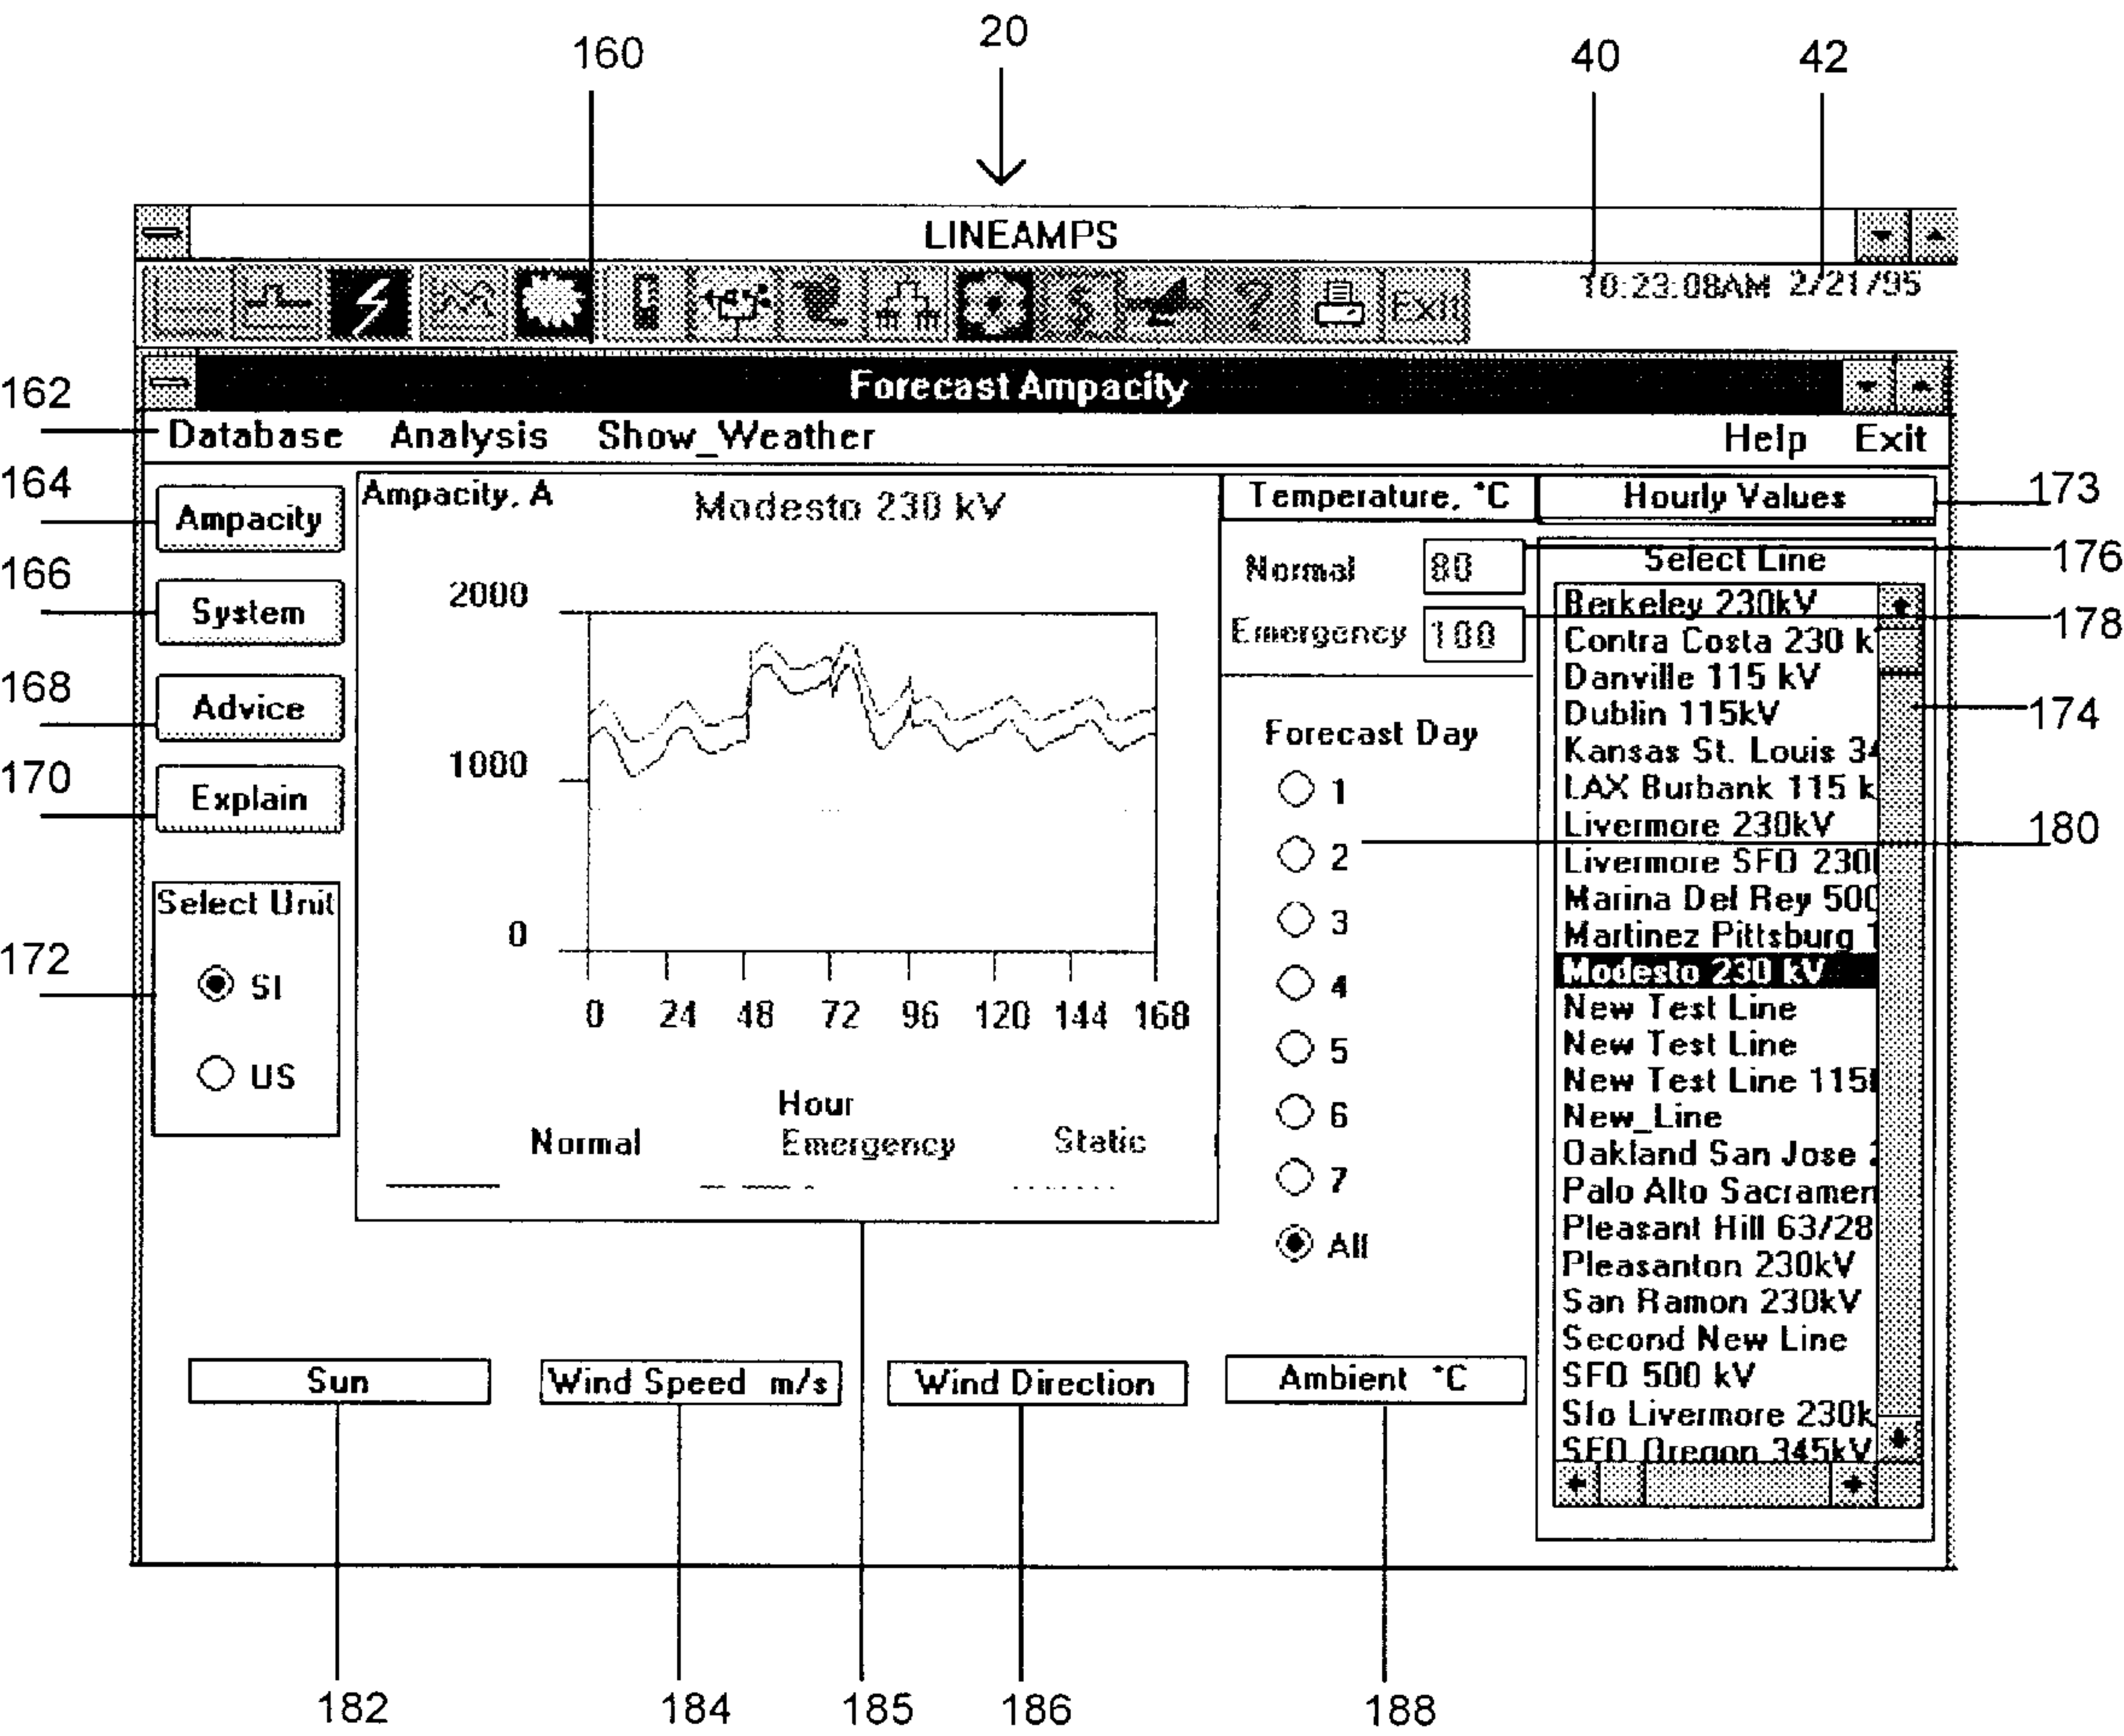 20
160
40
42
LINEAMPS
10:23:08AM 2/21/95
Exit
Forecast Ampacity
162
Database Analysis Show_Weather Help Exit
164
Ampacity
166
System
168
Advice
170
Explain
Select Unit
172
SI
US
Ampacity, A
Modesto 230 kV
2000
1000
0
0 24 48 72 96 120 144 168
Hour
Normal Emergency Static
Temperature, °C
Normal 80
Emergency 100
Forecast Day
1
2
3
4
5
6
7
All
Hourly Values
173
176
178
174
180
Select Line
Berkeley 230kV
Contra Costa 230 k
Danville 115 kV
Dublin 115kV
Kansas St. Louis 34
LAX Burbank 115 k
Livermore 230kV
Livermore SFO 230
Marina Del Rey 500
Martinez Pittsburg 1
Modesto 230 kV
New Test Line
New Test Line
New Test Line 115
New_Line
Oakland San Jose 2
Palo Alto Sacramen
Pleasant Hill 63/28
Pleasanton 230kV
San Ramon 230kV
Second New Line
SFO 500 kV
Sfo Livermore 230k
SFO Oregon 345kV
Sun
Wind Speed m/s
Wind Direction
Ambient °C
182
184
185
186
188